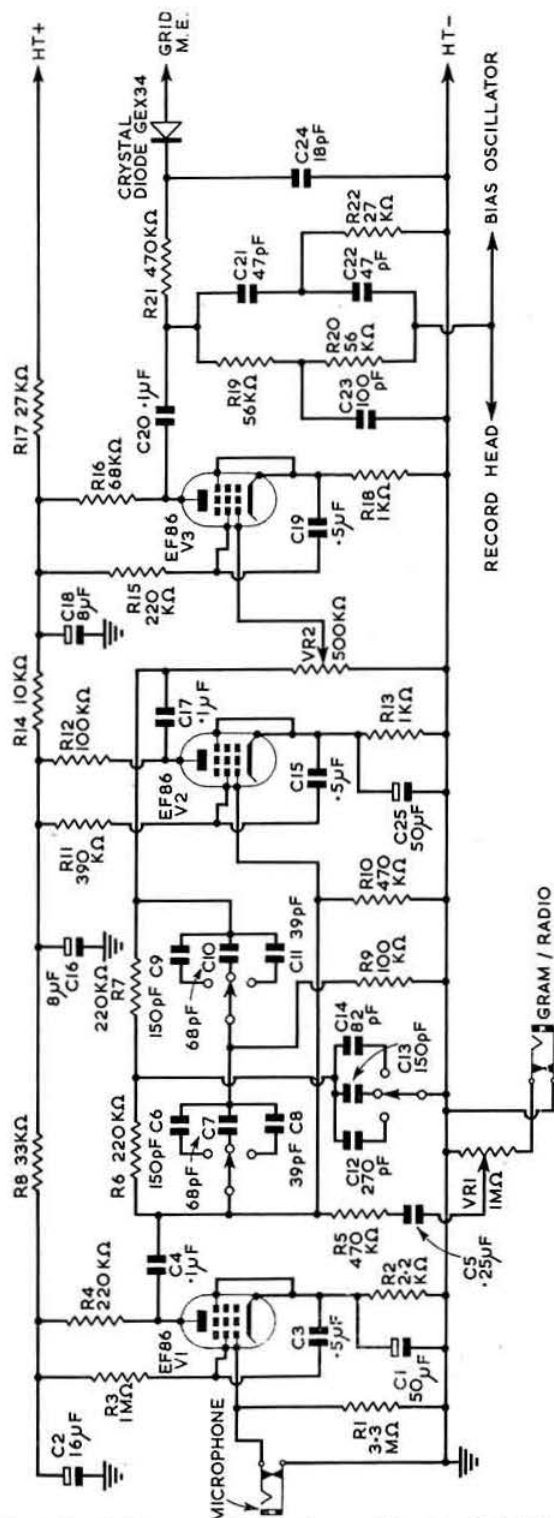 C2
16µF
R3
1MΩ
R4
220KΩ
R8 33KΩ
8µF
C16
R11
390
KΩ
R12
100KΩ
R14 10KΩ
C18
8µF
R15
220
KΩ
R16
68KΩ
R17 27KΩ
HT+
MICROPHONE
EF86
V1
C4
·1µF
R6 220KΩ
R7
220KΩ
150pF C6
68pF C7
39pF C8
150pF C9
68pF C10
C11 39pF
EF86
V2
C17
·1µF
EF86
V3
C20 ·1µF
R21 470KΩ
CRYSTAL
DIODE GEX34
GRID
M.E.
R1
3·3
MΩ
C1
50µF
C3
·5µF
R2
2·2
KΩ
R5
470
KΩ
C5
·25µF
VR1
1MΩ
C12
270
pF
C13
150pF
C14
82
pF
R9
100
KΩ
R10
470
KΩ
C15
·5µF
C25
50µF
R13
1KΩ
VR2
500KΩ
C19
·5µF
R18
1KΩ
R19
56KΩ
C21
47pF
R20
56
KΩ
C23
100
pF
C22
47
pF
R22
27
KΩ
C24
18pF
HT−
GRAM / RADIO
RECORD HEAD
BIAS OSCILLATOR